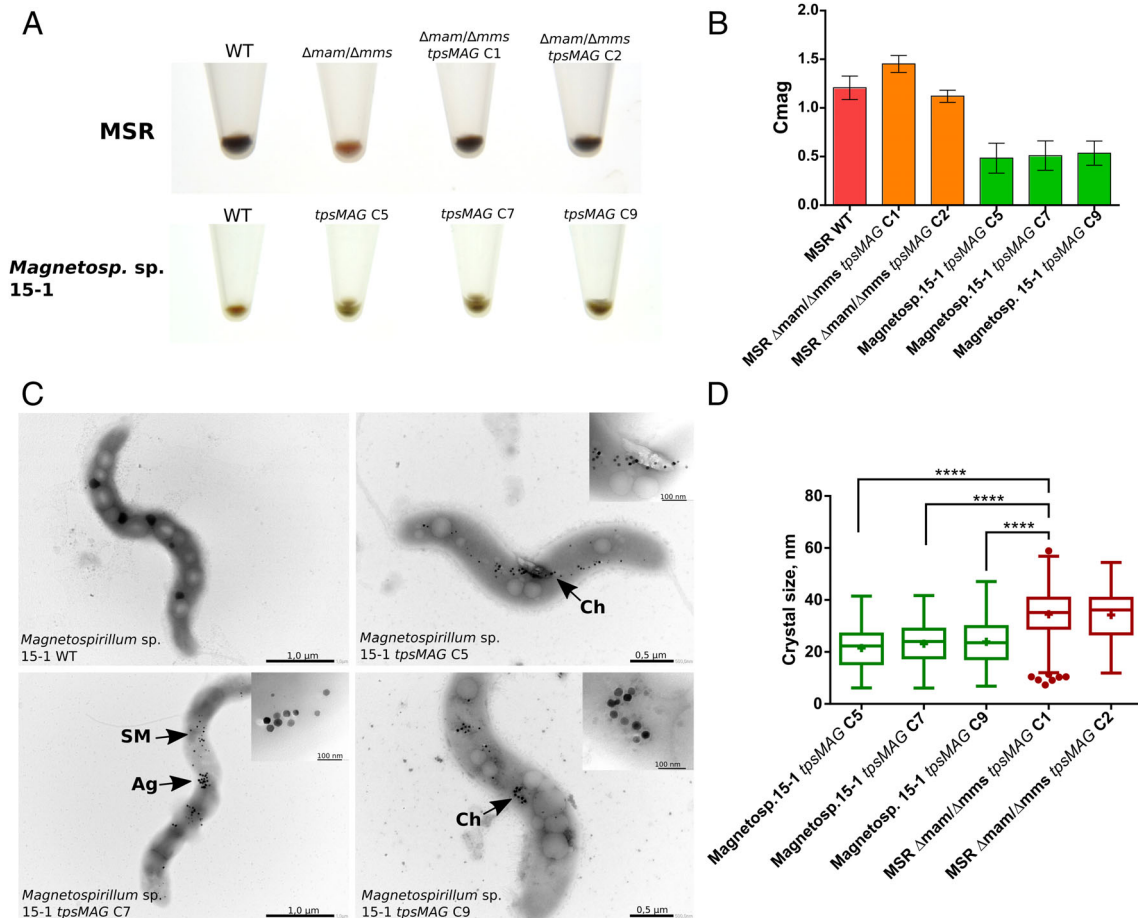 A
WT
Δmam/Δmms
Δmam/Δmms
tpsMAG C1
Δmam/Δmms
tpsMAG C2
MSR
WT
tpsMAG C5
tpsMAG C7
tpsMAG C9
Magnetosp. sp.
15-1
B
Cmag
2.0
1.5
1.0
0.5
0.0
MSR WT
MSR Δmam/Δmms tpsMAG C1
MSR Δmam/Δmms tpsMAG C2
Magnetosp. 15-1 tpsMAG C5
Magnetosp. 15-1 tpsMAG C7
Magnetosp. 15-1 tpsMAG C9
C
Magnetospirillum sp.
15-1 WT
1,0 μm
100 nm
Ch
Magnetospirillum sp.
15-1 tpsMAG C5
0,5 μm
SM
Ag
100 nm
Magnetospirillum sp.
15-1 tpsMAG C7
1,0 μm
100 nm
Ch
Magnetospirillum sp.
15-1 tpsMAG C9
0,5 μm
D
Crystal size, nm
80
60
40
20
0
****
****
****
Magnetosp. 15-1 tpsMAG C5
Magnetosp. 15-1 tpsMAG C7
Magnetosp. 15-1 tpsMAG C9
MSR Δmam/Δmms tpsMAG C1
MSR Δmam/Δmms tpsMAG C2